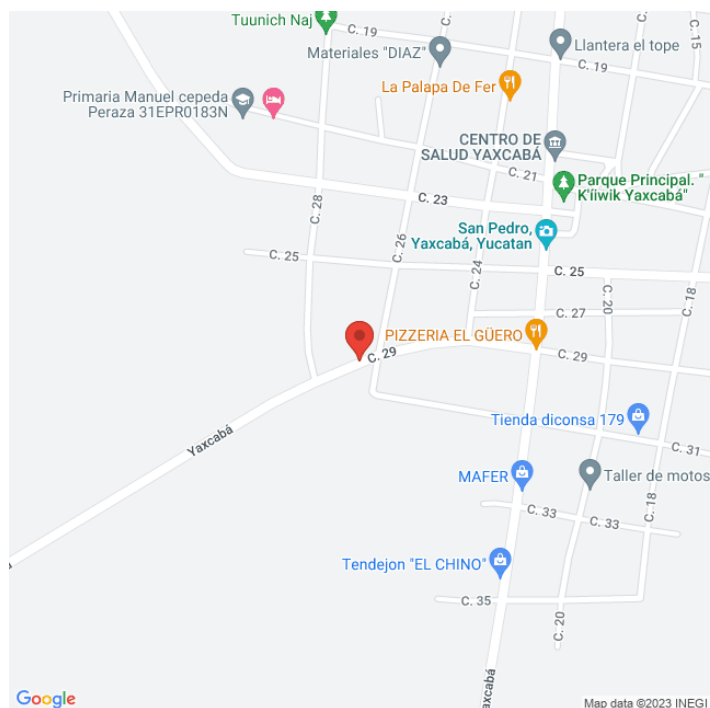 Tuunich Naj
C. 19
C. 15
Llantera el tope
Materiales "DIAZ"
C. 19
La Palapa De Fer
Primaria Manuel cepeda
Peraza 31EPR0183N
CENTRO DE
SALUD YAXCABÁ
C. 21
Parque Principal. "
K'íiwik Yaxcabá"
C. 28
C. 23
San Pedro,
Yaxcabá, Yucatan
C. 26
C. 25
C. 24
C. 25
C. 20
C. 18
C. 27
PIZZERIA EL GÜERO
C. 29
C. 29
Tienda diconsa 179
Yaxcabá
C. 31
MAFER
Taller de motos
C. 18
C. 33
C. 33
Tendejon "EL CHINO"
C. 35
C. 20
axcabá
Google
Map data ©2023 INEGI